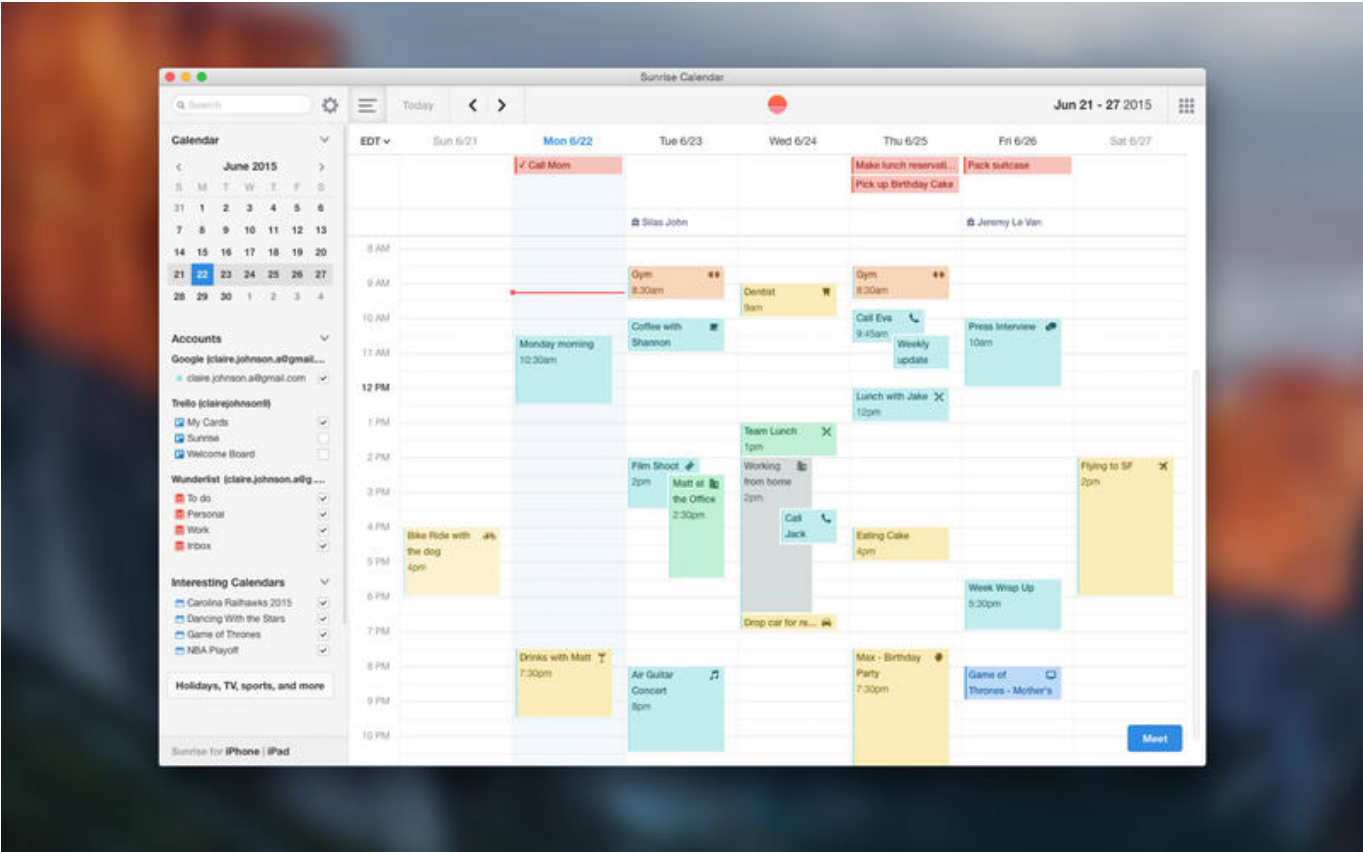 Sunrise Calendar
Search
Today
Jun 21 - 27 2015
Calendar
June 2015
S M T W T F S
31 1 2 3 4 5 6
7 8 9 10 11 12 13
14 15 16 17 18 19 20
21 22 23 24 25 26 27
28 29 30 1 2 3 4
Accounts
Google (claire.johnson.a@gmail....
claire.johnson.a@gmail.com
Trello (clairejohnson9)
My Cards
Sunrise
Welcome Board
Wunderlist (claire.johnson.a@g....
To do
Personal
Work
Inbox
Interesting Calendars
Carolina Railhawks 2015
Dancing With the Stars
Game of Thrones
NBA Playoff
Holidays, TV, sports, and more
Sunrise for iPhone | iPad
EDT Sun 6/21 Mon 6/22 Tue 6/23 Wed 6/24 Thu 6/25 Fri 6/26 Sat 6/27
✓ Call Mom
Make lunch reservati...
Pack suitcase
Pick up Birthday Cake
Silas John
Jeremy Le Van
8 AM
9 AM
10 AM
11 AM
12 PM
1 PM
2 PM
3 PM
4 PM
5 PM
6 PM
7 PM
8 PM
9 PM
10 PM
Bike Ride with
the dog
4pm
Monday morning
10:30am
Drinks with Matt
7:30pm
Gym
8:30am
Coffee with
Shannon
Film Shoot
2pm
Matt at
the Office
2:30pm
Air Guitar
Concert
8pm
Dentist
9am
Team Lunch
1pm
Working
from home
2pm
Call
Jack
Drop car for re...
Gym
8:30am
Call Eva
9:45am
Weekly
update
Lunch with Jake
12pm
Eating Cake
4pm
Max - Birthday
Party
7:30pm
Press Interview
10am
Week Wrap Up
5:30pm
Game of
Thrones - Mother's
Flying to SF
2pm
Meet